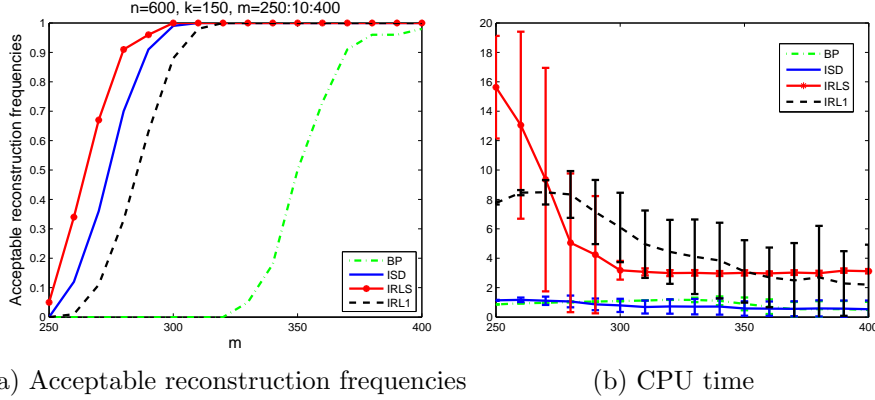 n=600, k=150, m=250:10:400
Acceptable reconstruction frequencies
1
0.9
0.8
0.7
0.6
0.5
0.4
0.3
0.2
0.1
0
250
300
350
400
m
BP
ISD
IRLS
IRL1
20
18
16
14
12
10
8
6
4
2
0
250
300
350
400
BP
ISD
IRLS
IRL1
a) Acceptable reconstruction frequencies
(b) CPU time